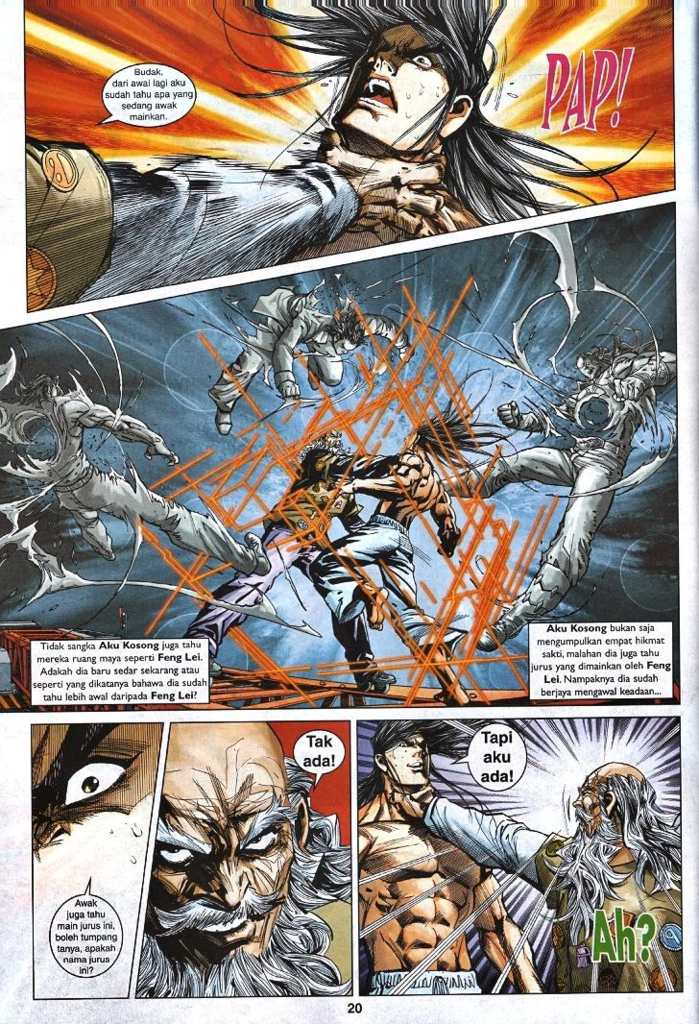 Budak,
dari awal lagi aku
sudah tahu apa yang
sedang awak
mainkan.
PAP!
Tidak sangka Aku Kosong juga tahu
mereka ruang maya seperti Feng Lei.
Adakah dia baru sedar sekarang atau
seperti yang dikatanya bahawa dia sudah
tahu lebih awal daripada Feng Lei?
Aku Kosong bukan saja
mengumpulkan empat hikmat
sakti, malahan dia juga tahu
jurus yang dimainkan oleh Feng
Lei. Nampaknya dia sudah
berjaya mengawal keadaan...
Awak
juga tahu
main jurus ini,
boleh tumpang
tanya, apakah
nama jurus
ini?
Tak
ada!
Tapi
aku
ada!
Ah?
20